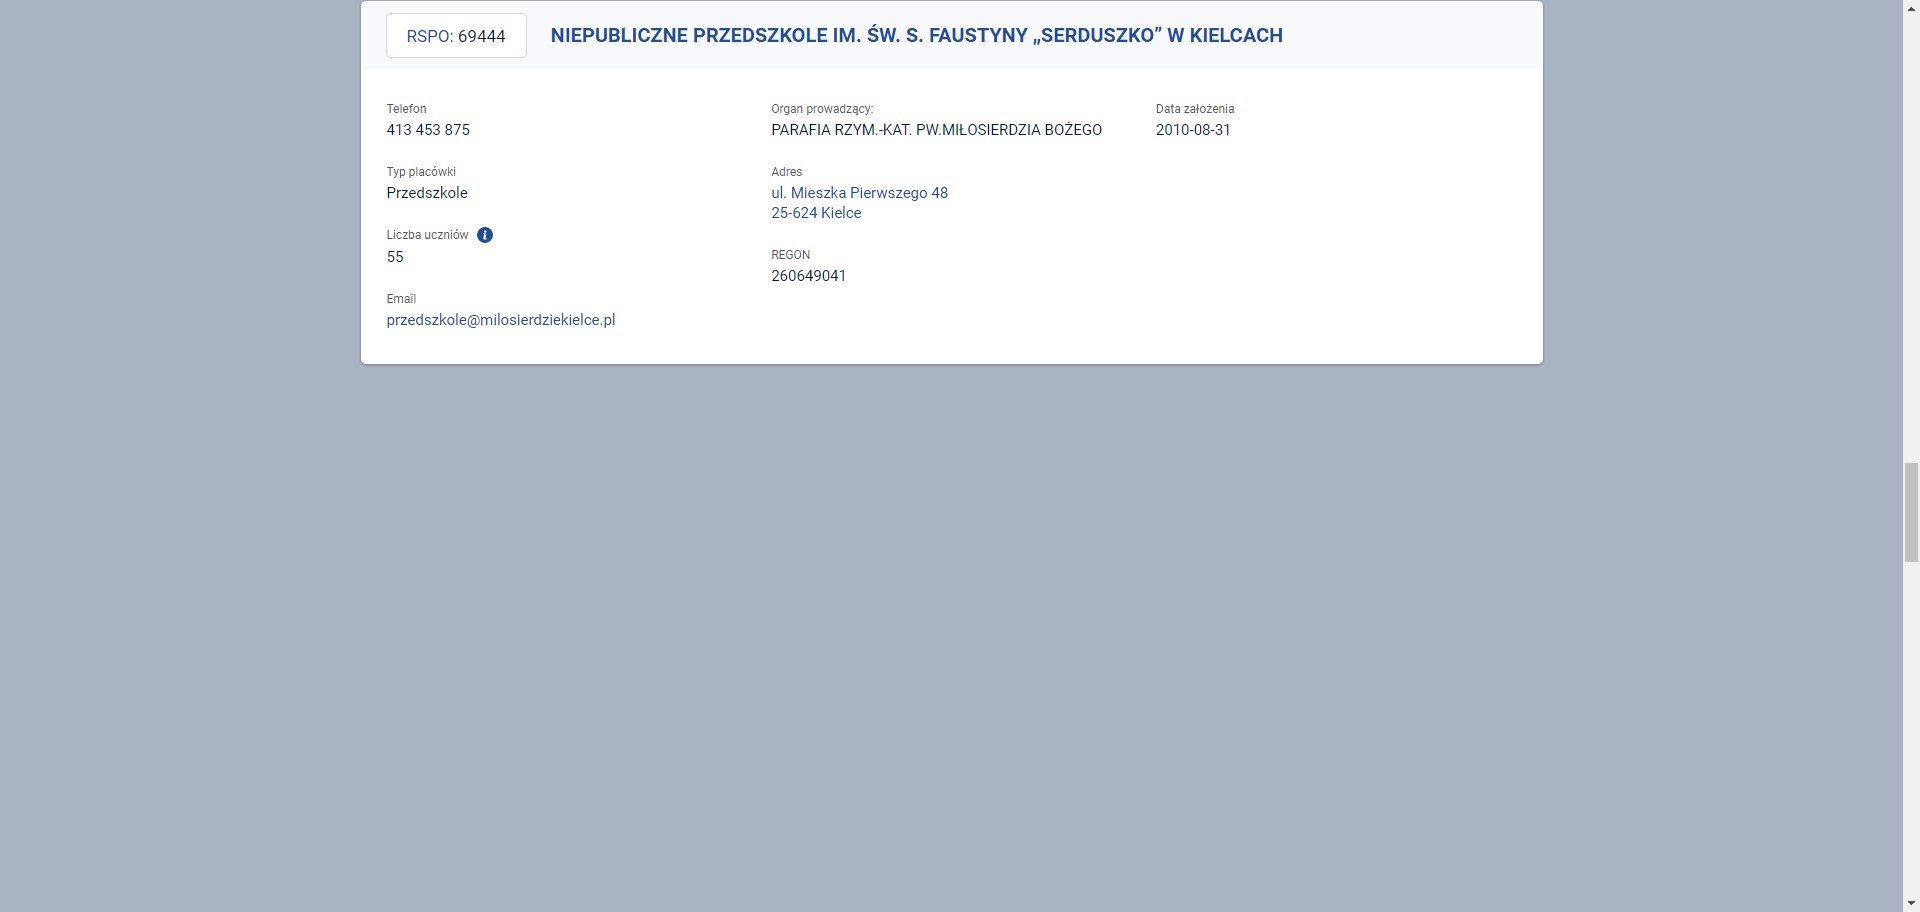 RSPO: 69444
NIEPUBLICZNE PRZEDSZKOLE IM. ŚW. S. FAUSTYNY „SERDUSZKO” W KIELCACH
Telefon
413 453 875
Typ placówki
Przedszkole
Liczba uczniów
55
Email
przedszkole@milosierdziekielce.pl
Organ prowadzący:
PARAFIA RZYM.-KAT. PW.MIŁOSIERDZIA BOŻEGO
Adres
ul. Mieszka Pierwszego 48
25-624 Kielce
REGON
260649041
Data założenia
2010-08-31